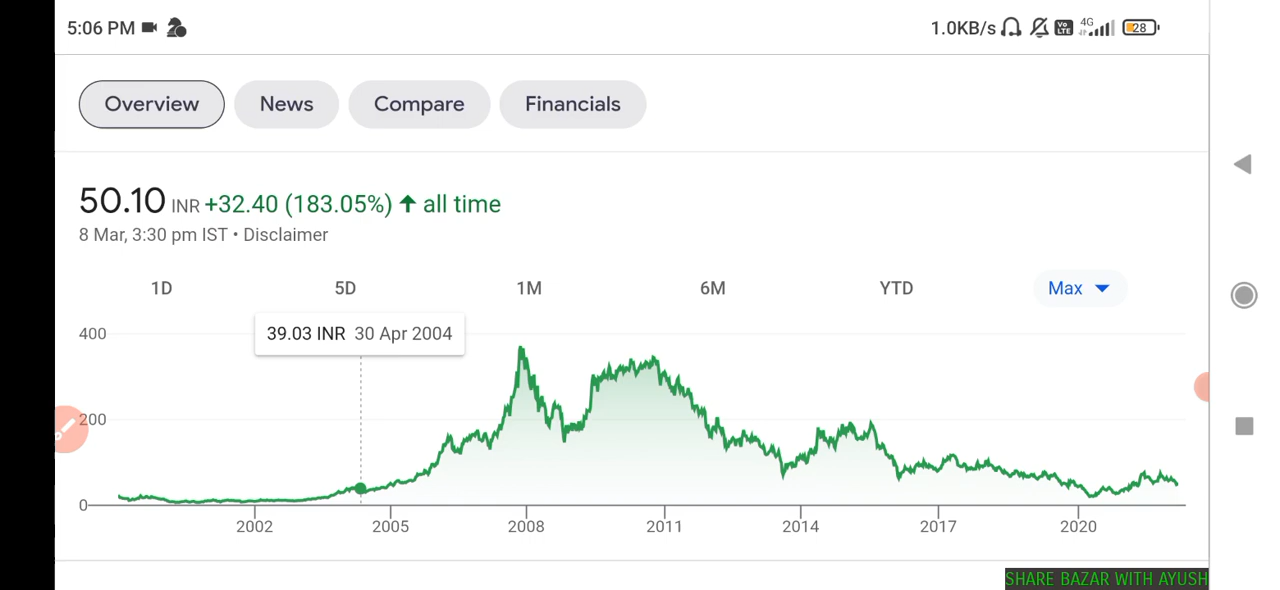 5:06 PM 1.0KB/s Vo LTE 4G 28
Overview News Compare Financials
50.10 INR +32.40 (183.05%) ↑ all time
8 Mar, 3:30 pm IST • Disclaimer
1D 5D 1M 6M YTD Max
39.03 INR 30 Apr 2004
400
200
0
2002 2005 2008 2011 2014 2017 2020
SHARE BAZAR WITH AYUSH